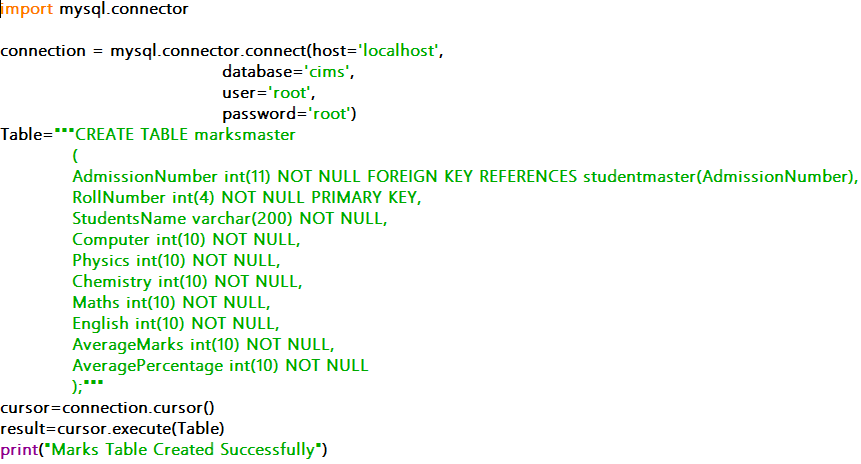 import mysql.connector

connection = mysql.connector.connect(host='localhost',
                                     database='cims',
                                     user='root',
                                     password='root')
Table="""CREATE TABLE marksmaster
            (
            AdmissionNumber int(11) NOT NULL FOREIGN KEY REFERENCES studentmaster(AdmissionNumber),
            RollNumber int(4) NOT NULL PRIMARY KEY,
            StudentsName varchar(200) NOT NULL,
            Computer int(10) NOT NULL,
            Physics int(10) NOT NULL,
            Chemistry int(10) NOT NULL,
            Maths int(10) NOT NULL,
            English int(10) NOT NULL,
            AverageMarks int(10) NOT NULL,
            AveragePercentage int(10) NOT NULL
            );"""
cursor=connection.cursor()
result=cursor.execute(Table)
print("Marks Table Created Successfully")